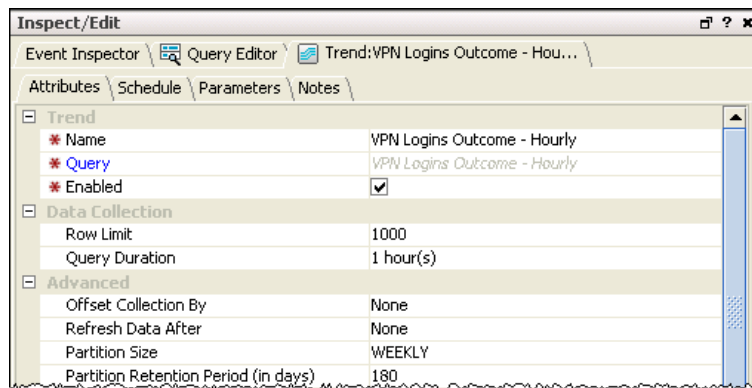 Inspect/Edit
Event Inspector Query Editor Trend:VPN Logins Outcome - Hou...
Attributes Schedule Parameters Notes
Trend
* Name VPN Logins Outcome - Hourly
* Query VPN Logins Outcome - Hourly
* Enabled
Data Collection
Row Limit 1000
Query Duration 1 hour(s)
Advanced
Offset Collection By None
Refresh Data After None
Partition Size WEEKLY
Partition Retention Period (in days) 180